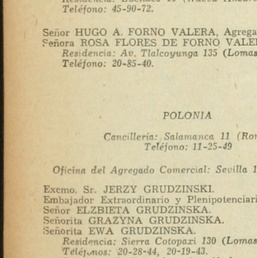 Teléfono: 45-90-72.
Señor HUGO A. FORNO VALERA, Agrega
Señora ROSA FLORES DE FORNO VALE
Residencia: Av. Tlalcoyunga 135 (Lomas
Teléfono: 20-85-40.
POLONIA
Cancillería: Salamanca 11 (Ro
Teléfono: 11-25-49
Oficina del Agregado Comercial: Sevilla 1
Excmo. Sr. JERZY GRUDZINSKI.
Embajador Extraordinario y Plenipotenciari
Señor ELZBIETA GRUDZINSKA.
Señorita GRAZYNA GRUDZINSKA.
Señorita EWA GRUDZINSKA.
Residencia: Sierra Cotopaxi 130 (Lomas
Teléfonos: 20-28-44, 20-19-43.